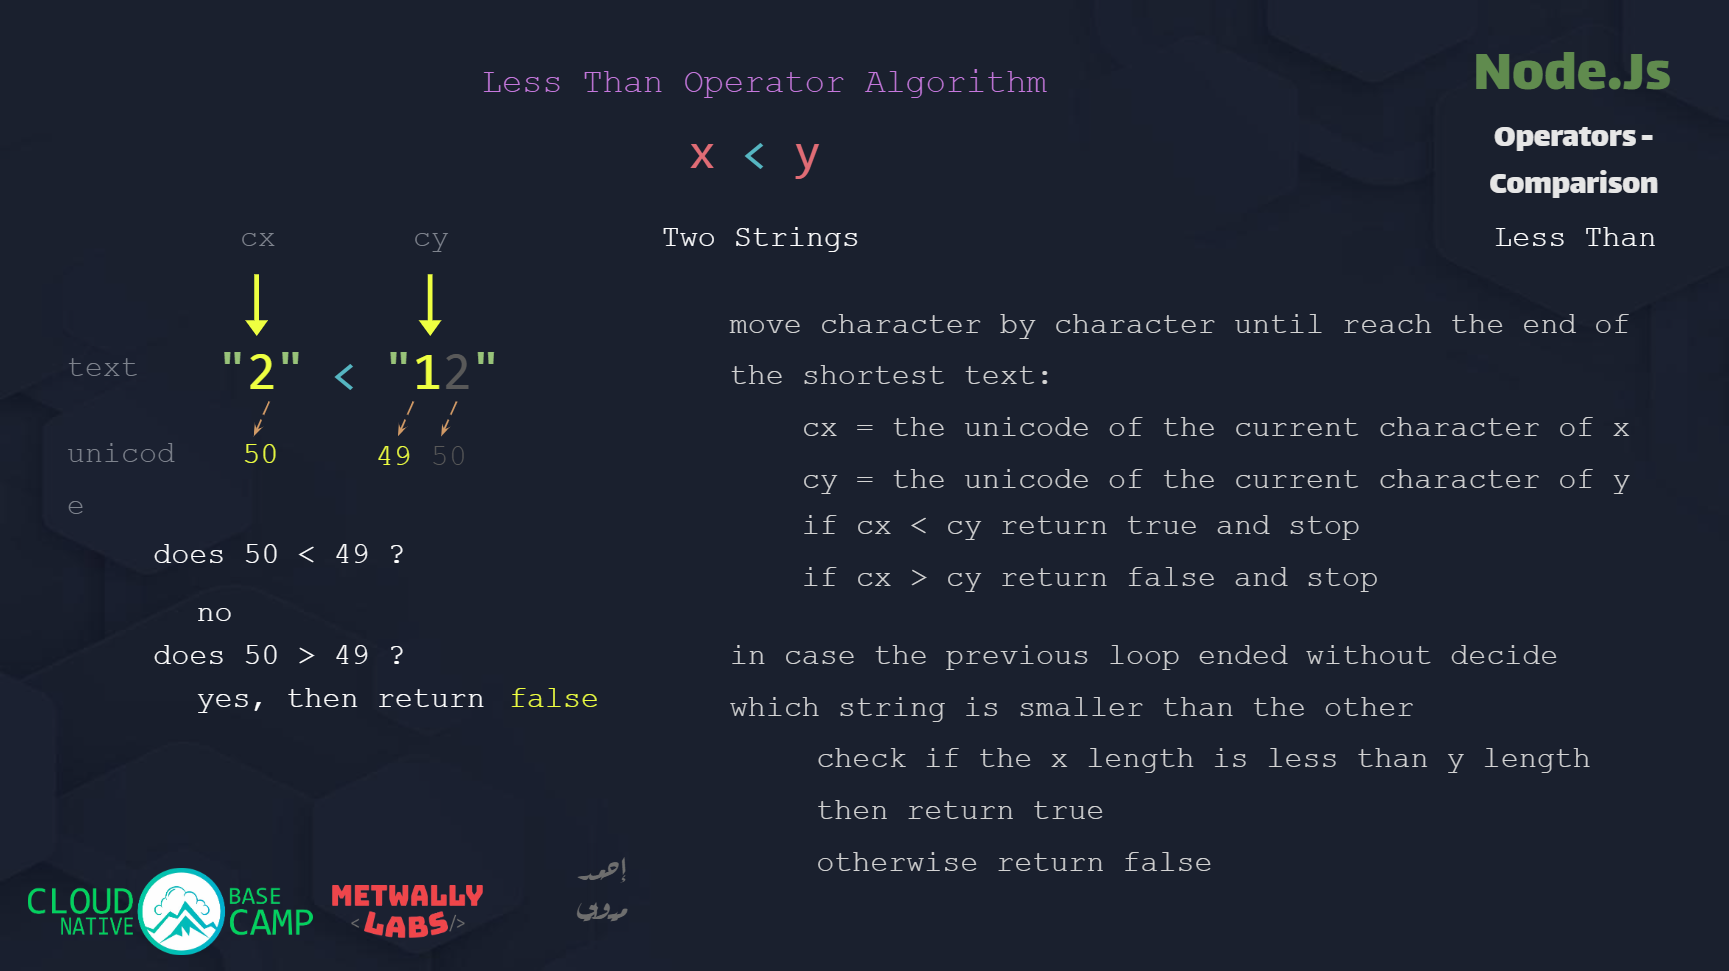 Less Than Operator Algorithm
x < y
Node.Js
Operators -
Comparison
Less Than
cx cy
text "2" < "12"
unicod
e
50 49 50
does 50 < 49 ?
no
does 50 > 49 ?
yes, then return false
Two Strings
move character by character until reach the end of
the shortest text:
cx = the unicode of the current character of x
cy = the unicode of the current character of y
if cx < cy return true and stop
if cx > cy return false and stop
in case the previous loop ended without decide
which string is smaller than the other
check if the x length is less than y length
then return true
otherwise return false
CLOUD NATIVE BASE CAMP
METWALLY
<LABS/>